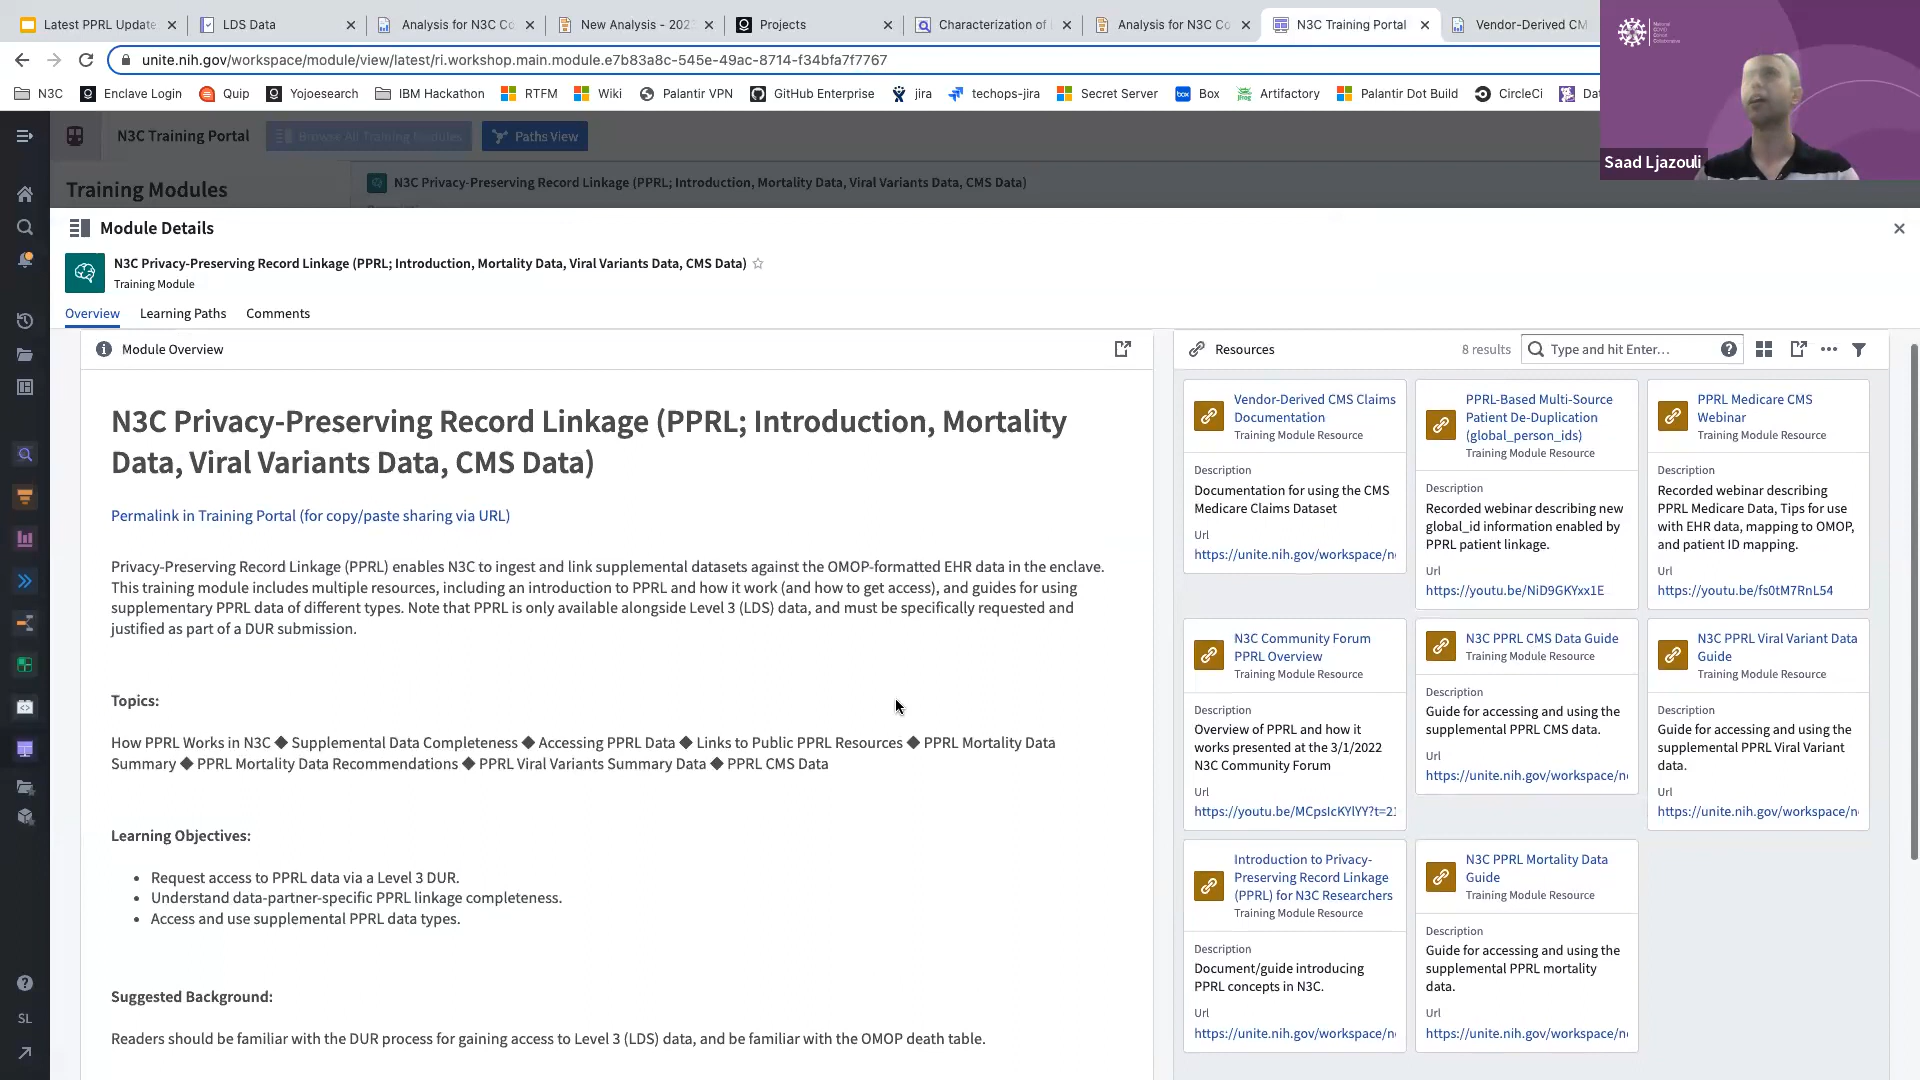 Latest PPRL Update
LDS Data
Analysis for N3C Co
New Analysis - 202
Projects
Characterization of
Analysis for N3C Co
N3C Training Portal
Vendor-Derived CM
unite.nih.gov/workspace/module/view/latest/ri.workshop.main.module.e7b83a8c-545e-49ac-8714-f34bfa7f7767
N3C
Enclave Login
Quip
Yojoesearch
IBM Hackathon
RTFM
Wiki
Palantir VPN
GitHub Enterprise
jira
techops-jira
Secret Server
Box
Artifactory
Palantir Dot Build
CircleCi
Dat
Saad Ljazouli
N3C Training Portal
Browse All Training Modules
Paths View
Training Modules
N3C Privacy-Preserving Record Linkage (PPRL; Introduction, Mortality Data, Viral Variants Data, CMS Data)
Module Details
N3C Privacy-Preserving Record Linkage (PPRL; Introduction, Mortality Data, Viral Variants Data, CMS Data)
Training Module
Overview
Learning Paths
Comments
Module Overview
N3C Privacy-Preserving Record Linkage (PPRL; Introduction, Mortality
Data, Viral Variants Data, CMS Data)
Permalink in Training Portal (for copy/paste sharing via URL)
Privacy-Preserving Record Linkage (PPRL) enables N3C to ingest and link supplemental datasets against the OMOP-formatted EHR data in the enclave.
This training module includes multiple resources, including an introduction to PPRL and how it work (and how to get access), and guides for using
supplementary PPRL data of different types. Note that PPRL is only available alongside Level 3 (LDS) data, and must be specifically requested and
justified as part of a DUR submission.
Topics:
How PPRL Works in N3C ◆ Supplemental Data Completeness ◆ Accessing PPRL Data ◆ Links to Public PPRL Resources ◆ PPRL Mortality Data
Summary ◆ PPRL Mortality Data Recommendations ◆ PPRL Viral Variants Summary Data ◆ PPRL CMS Data
Learning Objectives:
• Request access to PPRL data via a Level 3 DUR.
• Understand data-partner-specific PPRL linkage completeness.
• Access and use supplemental PPRL data types.
Suggested Background:
Readers should be familiar with the DUR process for gaining access to Level 3 (LDS) data, and be familiar with the OMOP death table.
SL
Resources
8 results
Type and hit Enter...
Vendor-Derived CMS Claims
Documentation
Training Module Resource
Description
Documentation for using the CMS
Medicare Claims Dataset
Url
https://unite.nih.gov/workspace/n
PPRL-Based Multi-Source
Patient De-Duplication
(global_person_ids)
Training Module Resource
Description
Recorded webinar describing new
global_id information enabled by
PPRL patient linkage.
Url
https://youtu.be/NiD9GKYxx1E
PPRL Medicare CMS
Webinar
Training Module Resource
Description
Recorded webinar describing
PPRL Medicare Data, Tips for use
with EHR data, mapping to OMOP,
and patient ID mapping.
Url
https://youtu.be/fs0tM7RnL54
N3C Community Forum
PPRL Overview
Training Module Resource
Description
Overview of PPRL and how it
works presented at the 3/1/2022
N3C Community Forum
Url
https://youtu.be/MCpsIcKYlYY?t=21
N3C PPRL CMS Data Guide
Training Module Resource
Description
Guide for accessing and using the
supplemental PPRL CMS data.
Url
https://unite.nih.gov/workspace/n
N3C PPRL Viral Variant Data
Guide
Training Module Resource
Description
Guide for accessing and using the
supplemental PPRL Viral Variant
data.
Url
https://unite.nih.gov/workspace/n
Introduction to Privacy-
Preserving Record Linkage
(PPRL) for N3C Researchers
Training Module Resource
Description
Document/guide introducing
PPRL concepts in N3C.
Url
https://unite.nih.gov/workspace/n
N3C PPRL Mortality Data
Guide
Training Module Resource
Description
Guide for accessing and using the
supplemental PPRL mortality
data.
Url
https://unite.nih.gov/workspace/n